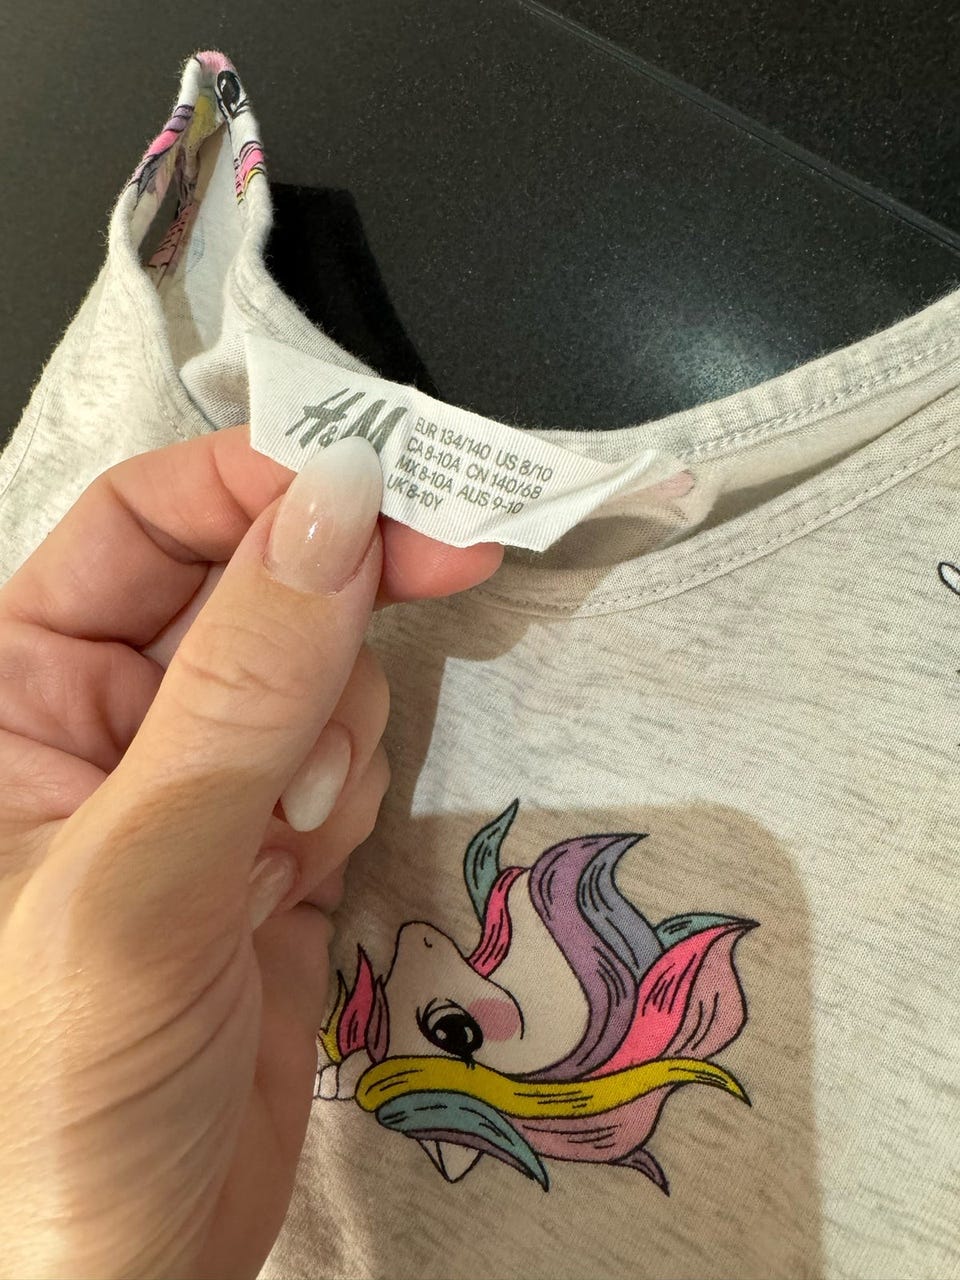 H&M
EUR 134/140 US 8/10
CA 8-10A CN 140/68
MX 8-10A AUS 9-10
UK 8-10Y